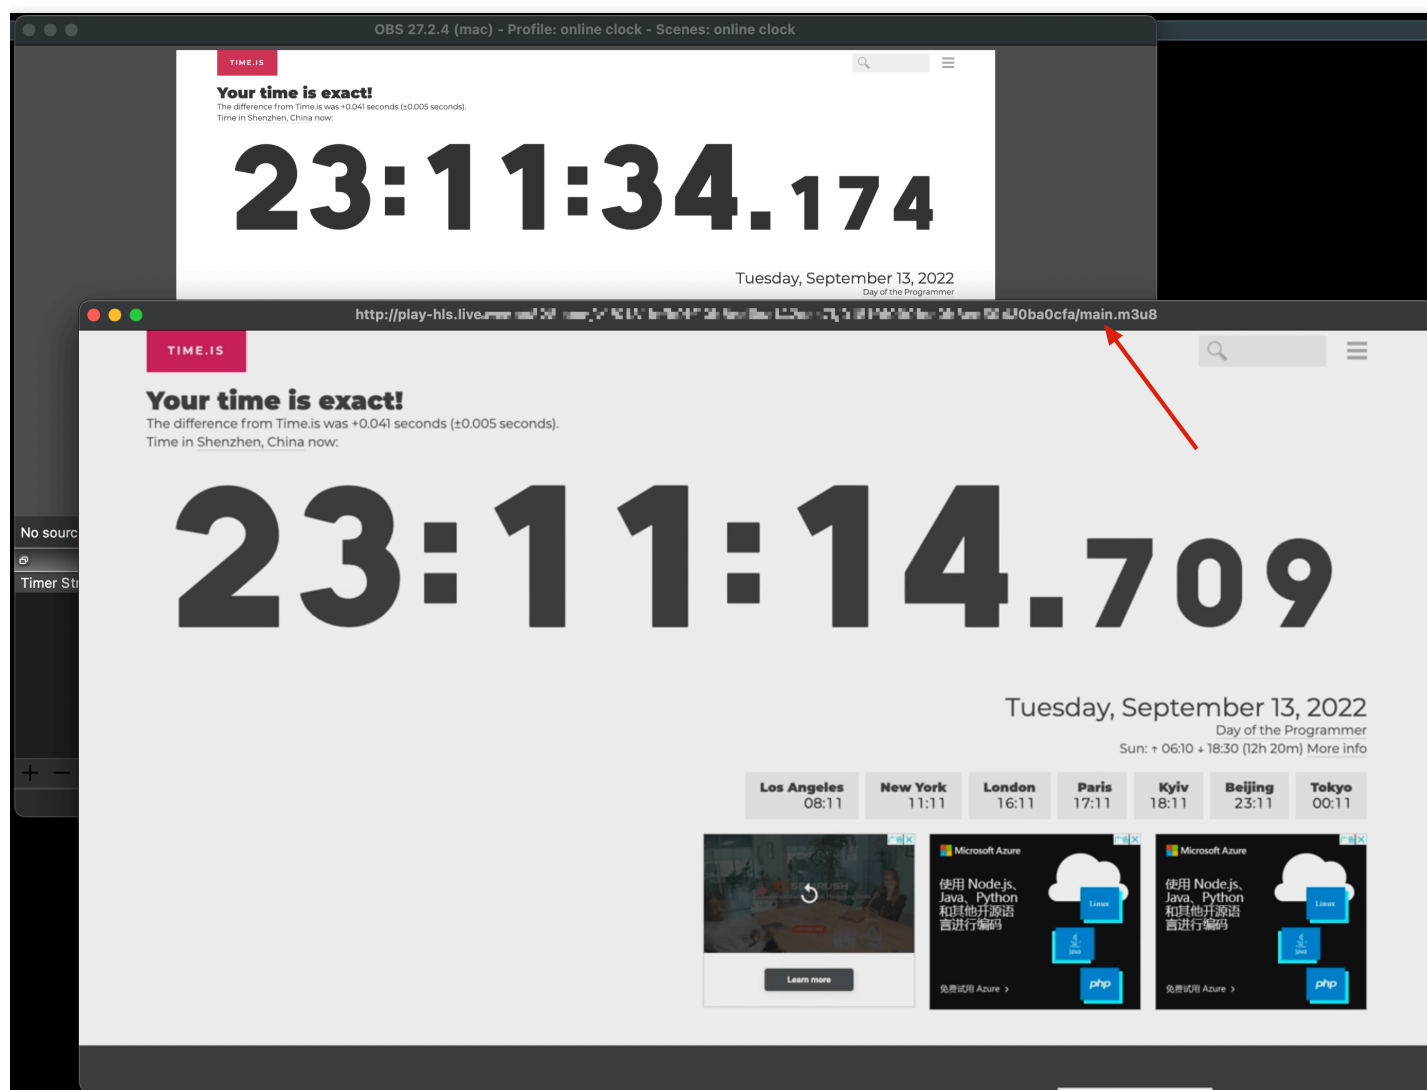 OBS 27.2.4 (mac) - Profile: online clock - Scenes: online clock
TIME.IS
Your time is exact!
The difference from Time.is was +0.041 seconds (±0.005 seconds).
Time in Shenzhen, China now:
23:11:34.174
Tuesday, September 13, 2022
Day of the Programmer
http://play-hls.live 0ba0cfa/main.m3u8
TIME.IS
Your time is exact!
The difference from Time.is was +0.041 seconds (±0.005 seconds).
Time in Shenzhen, China now:
23:11:14.709
No sourc
Timer Str
Tuesday, September 13, 2022
Day of the Programmer
Sun: ↑ 06:10 ↓ 18:30 (12h 20m) More info
Los Angeles New York London Paris Kyiv Beijing Tokyo
08:11 11:11 16:11 17:11 18:11 23:11 00:11
SEMRUSH
Learn more
Microsoft Azure
使用 Node.js、
Java、Python
和其他开源语
言进行编码
Linux
java
php
免费试用 Azure >
Microsoft Azure
使用 Node.js、
Java、Python
和其他开源语
言进行编码
Linux
java
php
免费试用 Azure >